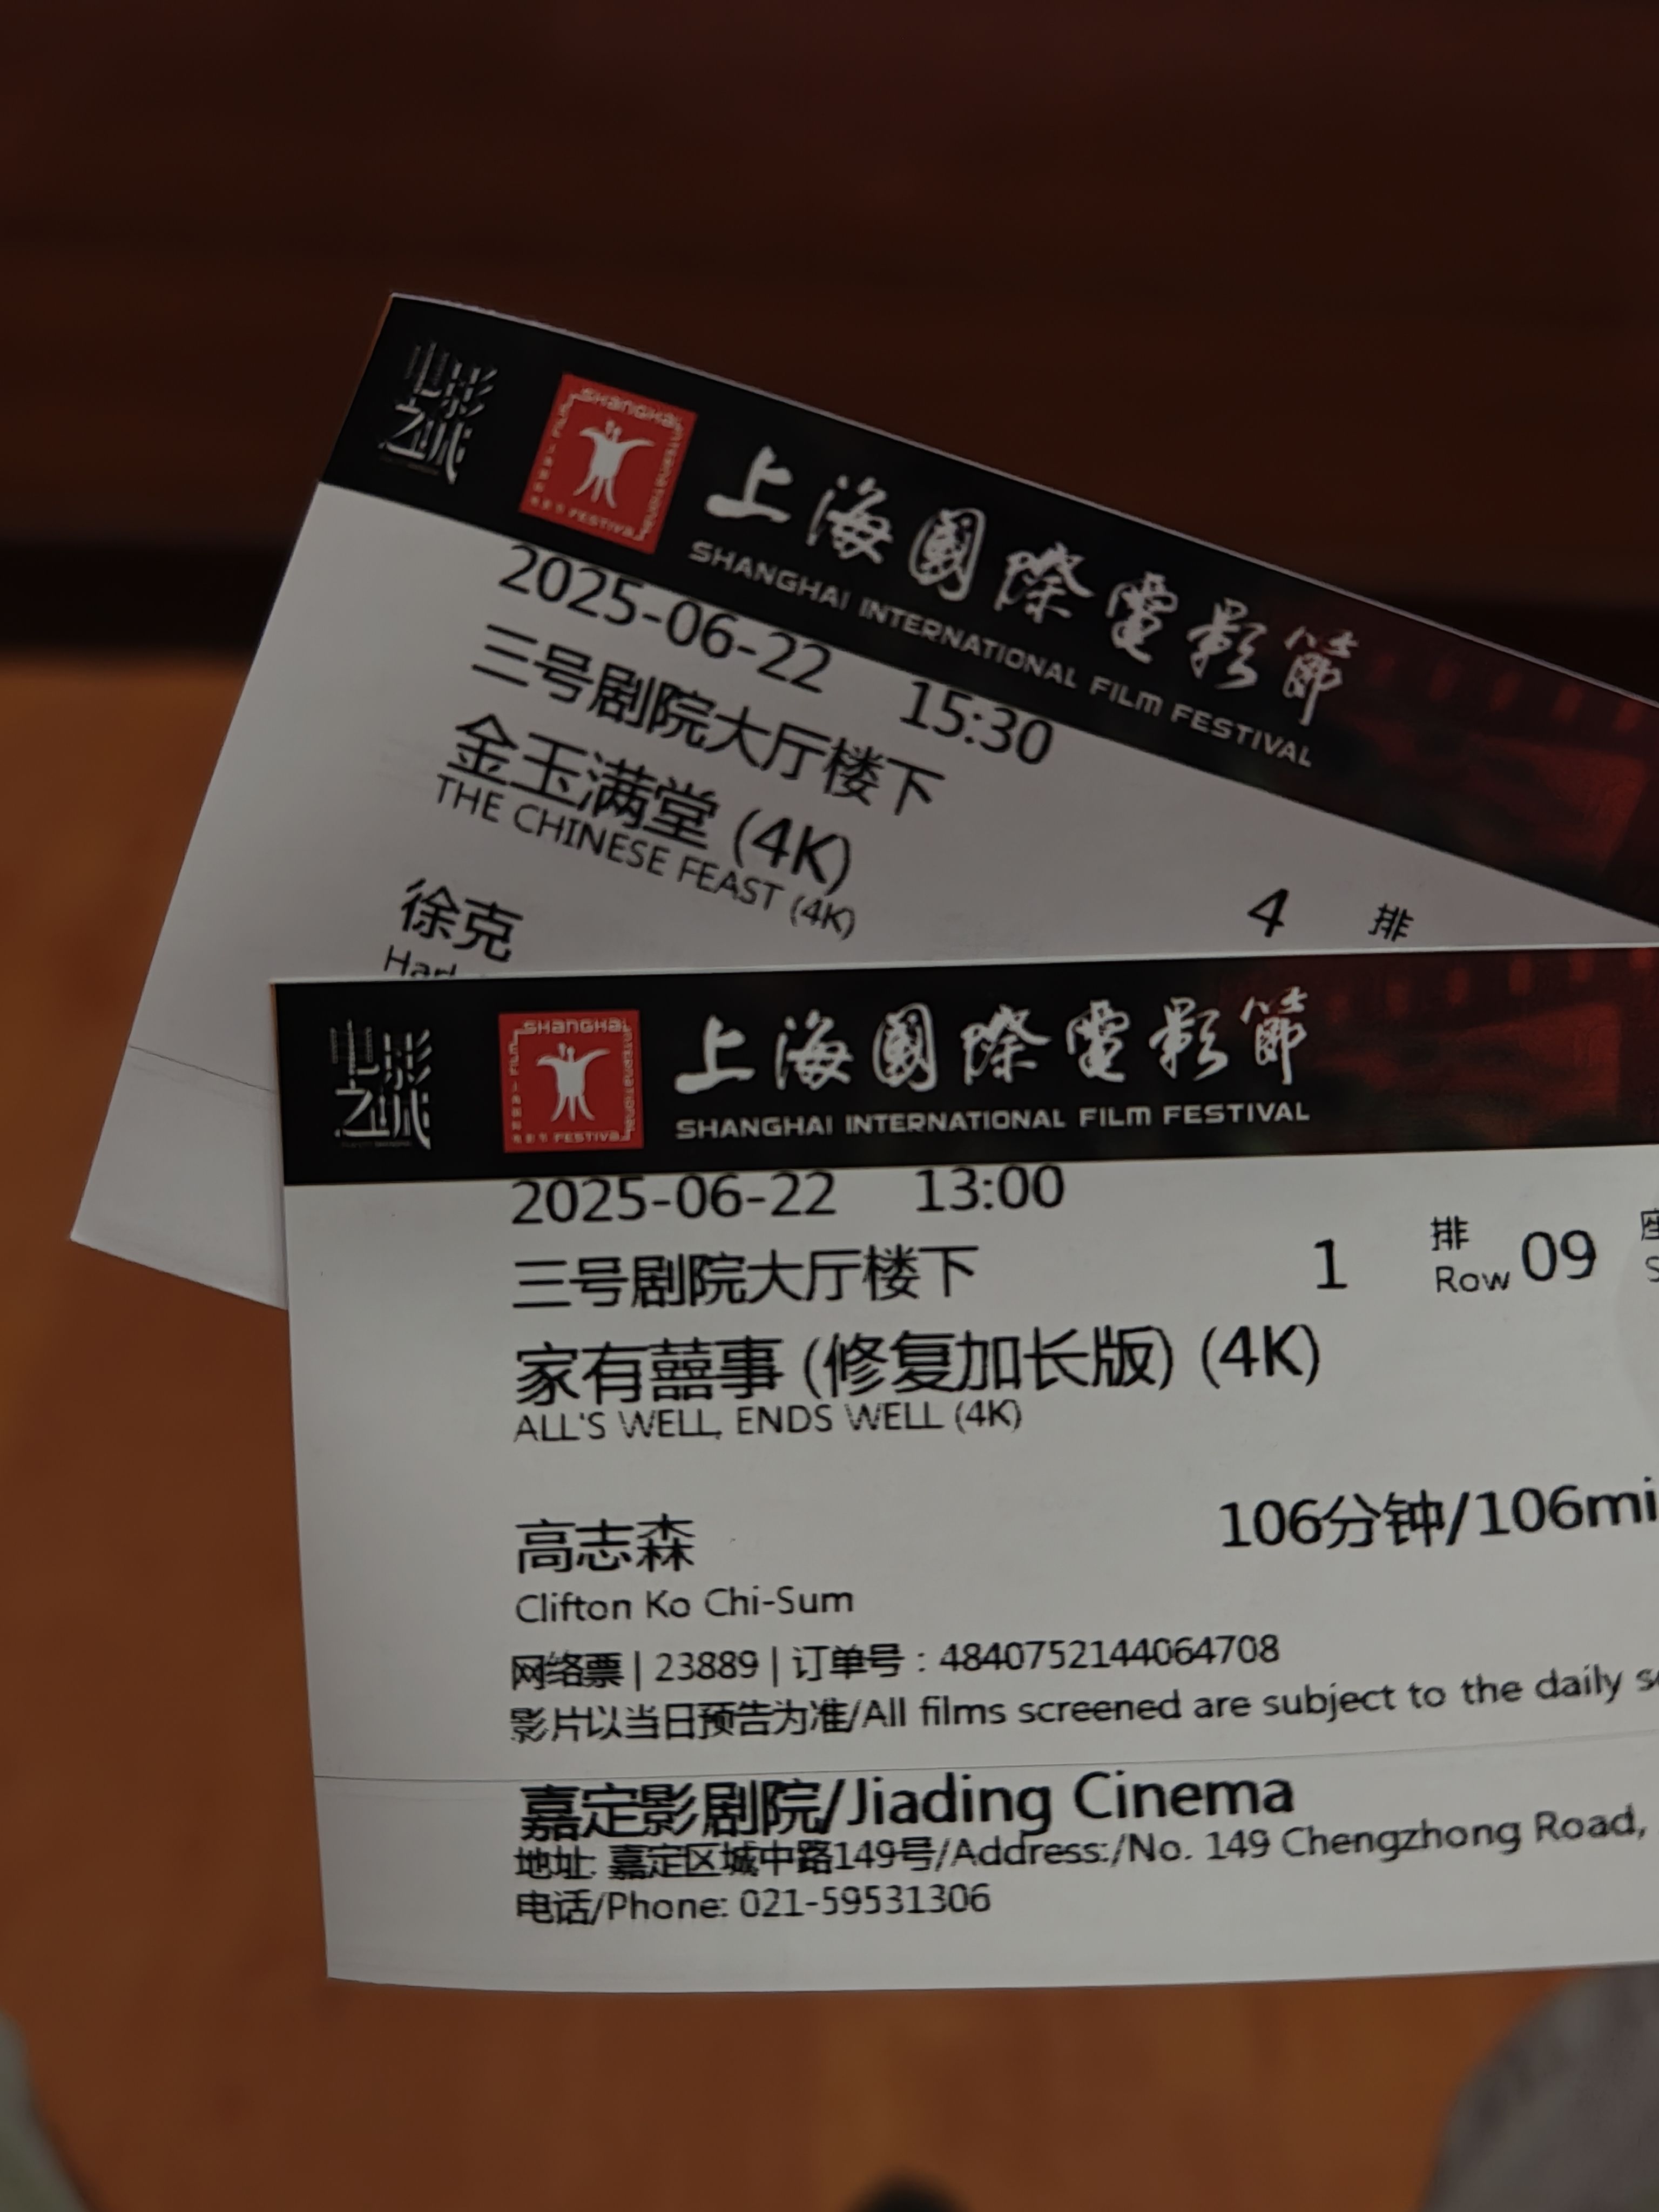 电影之城
SHANGHAI INTERNATIONAL FILM FESTIVAL
上海國際電影節
SHANGHAI INTERNATIONAL FILM FESTIVAL
2025-06-22 15:30
三号剧院大厅楼下
金玉满堂 (4K)
THE CHINESE FEAST (4K)
4 排
徐克
电影之城
SHANGHAI INTERNATIONAL FILM FESTIVAL
上海國際電影節
SHANGHAI INTERNATIONAL FILM FESTIVAL
2025-06-22 13:00
三号剧院大厅楼下
1 排 09 座
Row
家有囍事 (修复加长版) (4K)
ALL'S WELL, ENDS WELL (4K)
高志森
106分钟/106mi
Clifton Ko Chi-Sum
网络票 | 23889 | 订单号 : 4840752144064708
影片以当日预告为准/All films screened are subject to the daily s
嘉定影剧院/Jiading Cinema
地址: 嘉定区城中路149号/Address:/No. 149 Chengzhong Road,
电话/Phone: 021-59531306